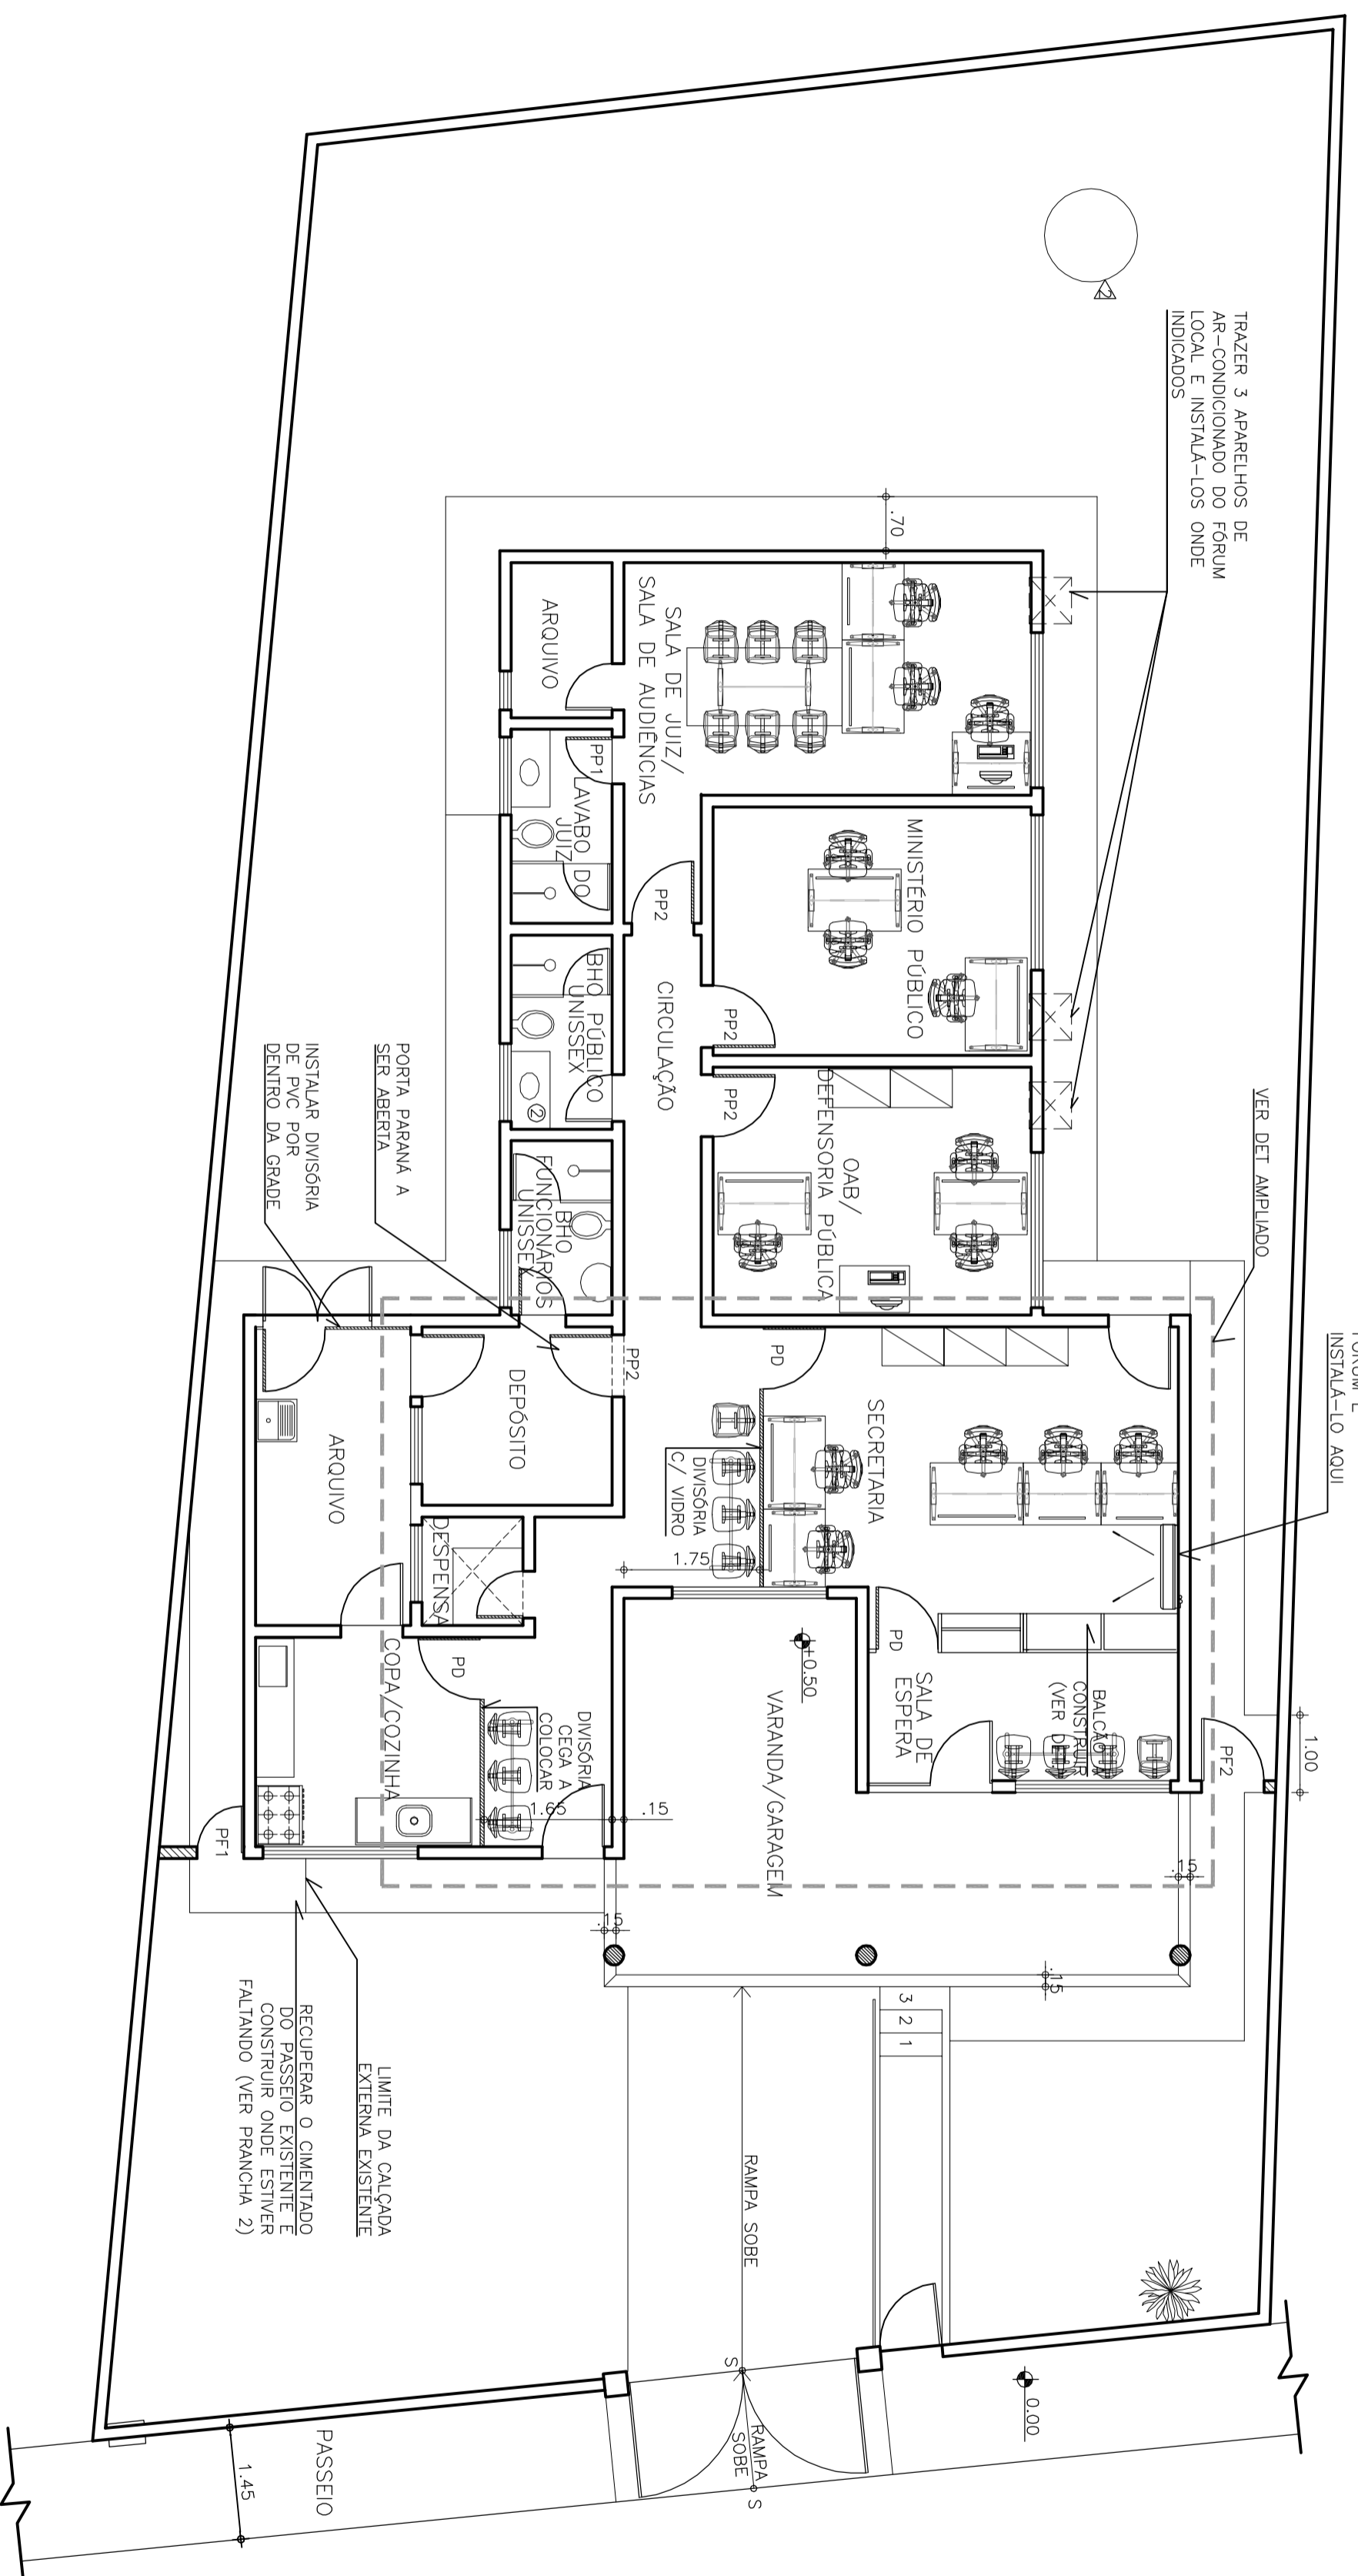 TRAZER 3 APARELHOS DE
AR-CONDICIONADO DO FÓRUM
LOCAL E INSTALÁ-LOS ONDE
INDICADOS
VER DET AMPLIADO
INSTALÁ-LO AQUI
.70
SALA DE JUIZ/
SALA DE AUDIÊNCIAS
ARQUIVO
PP1
LAVABO DO
JUIZ
MINISTÉRIO PÚBLICO
PP2
CIRCULAÇÃO
PP2
PP2
BHO PÚBLICO
UNISSEX
2
OAB/
DEFENSORIA PÚBLICA
BHO
FUNCIONÁRIOS
UNISSEX
PORTA PARANÁ A
SER ABERTA
INSTALAR DIVISÓRIA
DE PVC POR
DENTRO DA GRADE
PP2
PD
SECRETARIA
DEPÓSITO
ARQUIVO
DIVISÓRIA
C/ VIDRO
1.75
DESPENSA
PD
SALA DE
ESPERA
BALCÃO
CONSTRUIR
(VER
+0.50
VARANDA/GARAGEM
COPA/COZINHA
PD
DIVISÓRIA
CEGA A
COLOCAR
1.65
.15
PF2
1.00
PF1
.15
.15
.15
3 2 1
LIMITE DA CALÇADA
EXTERNA EXISTENTE
RECUPERAR O CIMENTADO
DO PASSEIO EXISTENTE E
CONSTRUIR ONDE ESTIVER
FALTANDO (VER PRANCHA 2)
RAMPA SOBE
S
RAMPA
SOBE
S
0.00
PASSEIO
1.45